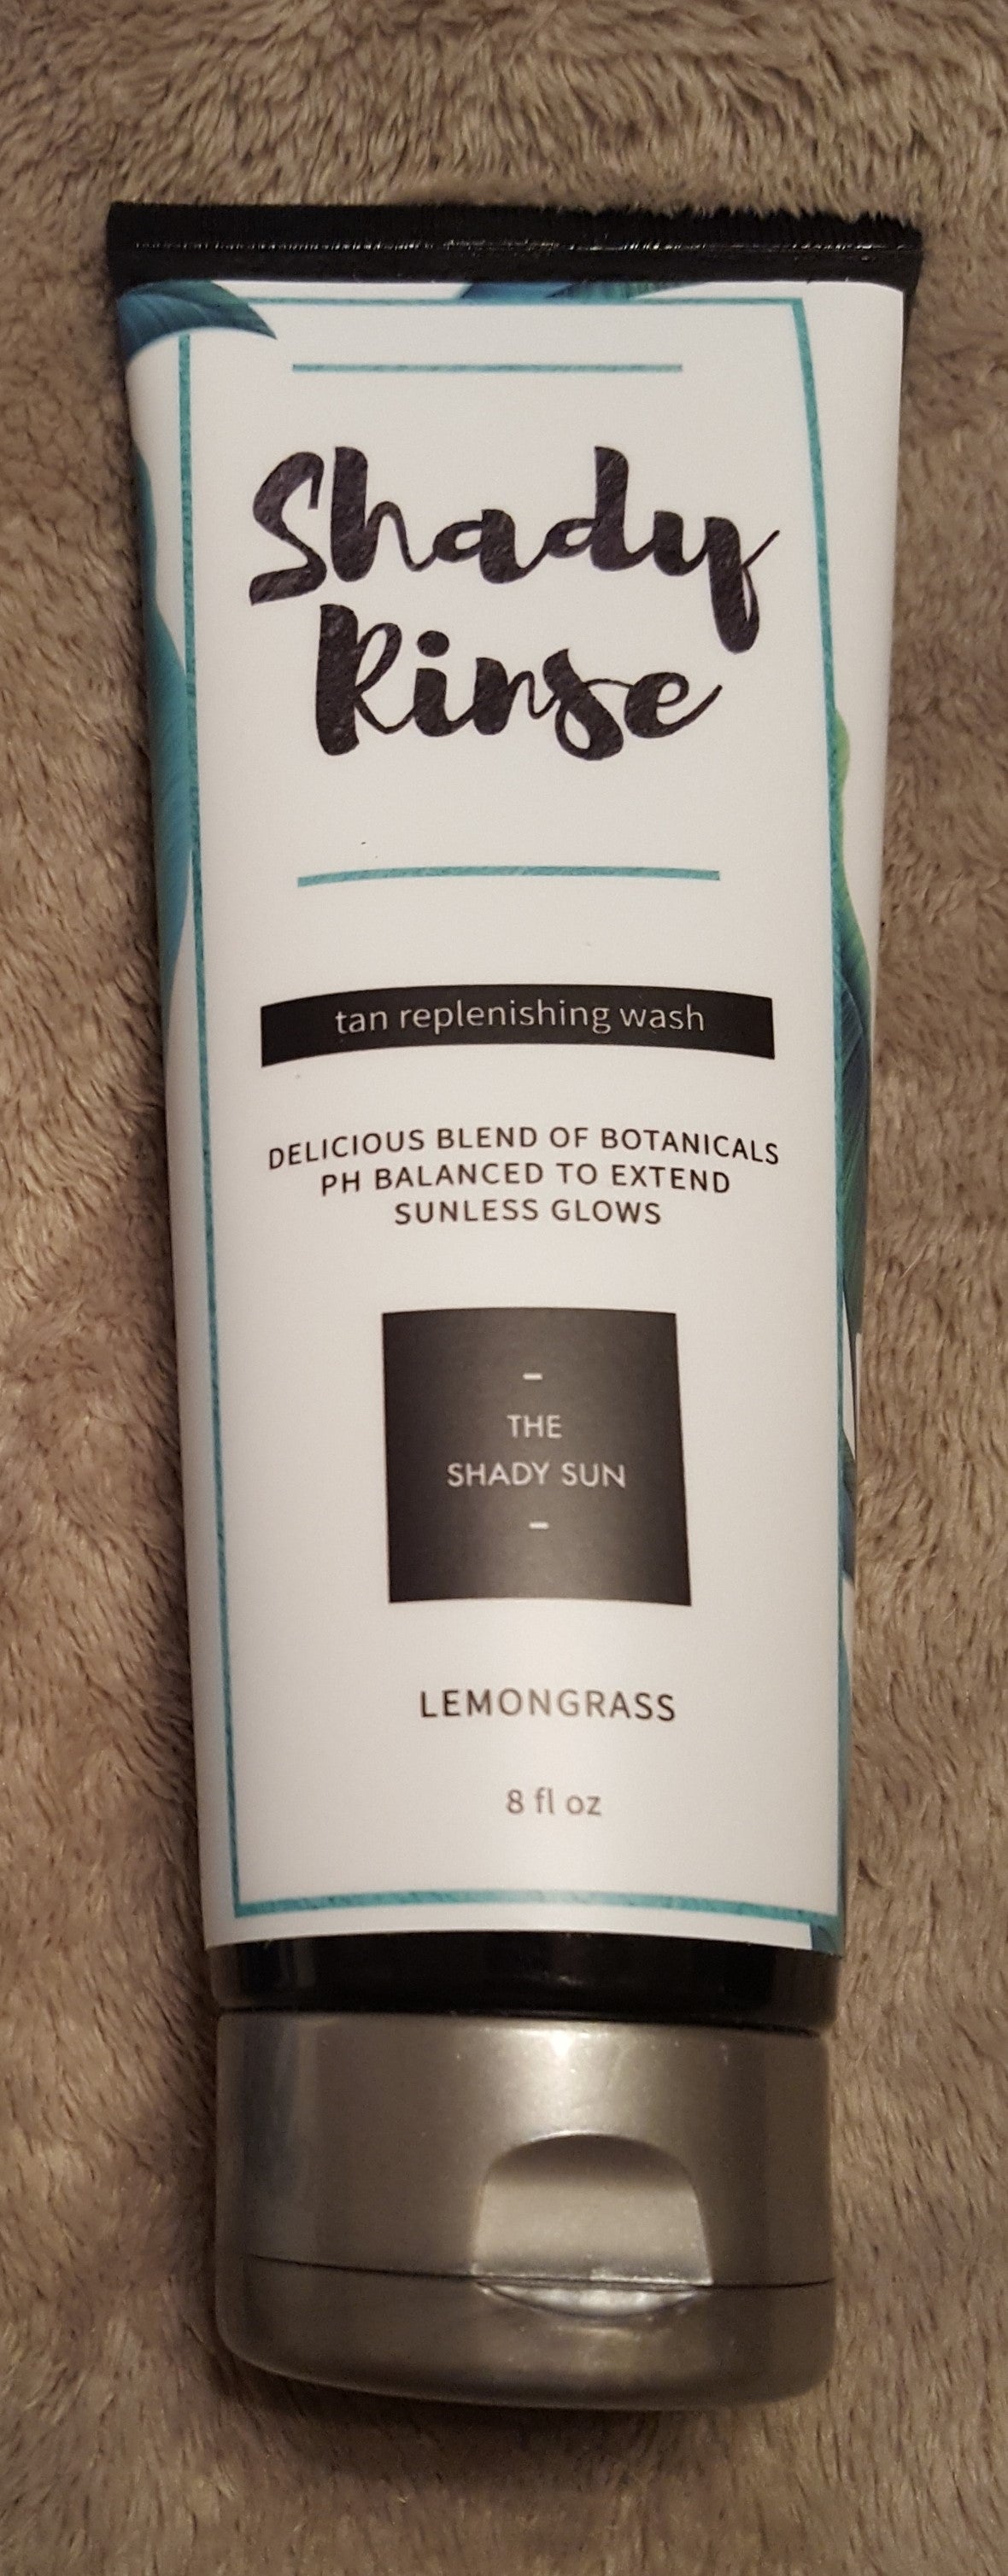 Shady
Rinse
tan replenishing wash
DELICIOUS BLEND OF BOTANICALS
PH BALANCED TO EXTEND
SUNLESS GLOWS
THE
SHADY SUN
LEMONGRASS
8 fl oz